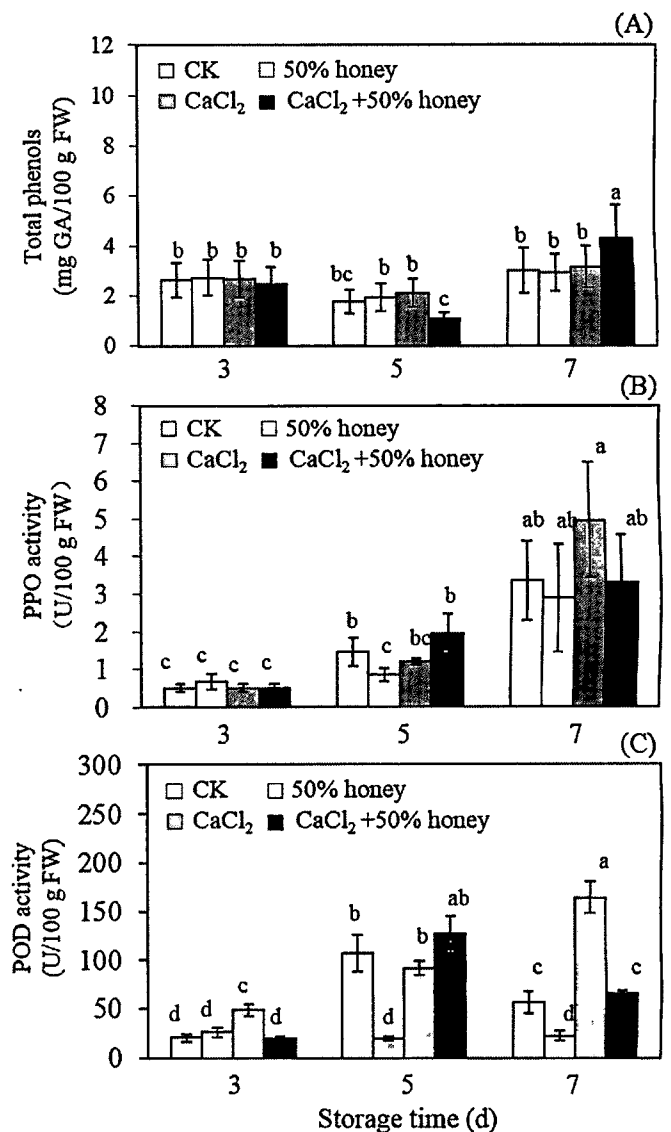 (A)
12
CK 50% honey
10
CaCl₂ CaCl₂ +50% honey
8
Total phenols
(mg GA/100 g FW)
6
4
2
0
b b b b
bc b b c
b b b a
3 5 7
(B)
8
CK 50% honey
7
CaCl₂ CaCl₂ +50% honey
6
PPO activity
(U/100 g FW)
5
4
3
2
1
0
c c c c
b c bc b
ab ab a ab
3 5 7
(C)
300
CK 50% honey
250
CaCl₂ CaCl₂ +50% honey
200
POD activity
(U/100 g FW)
150
100
50
0
d d c d
b d b ab
c d a c
3 5 7
Storage time (d)